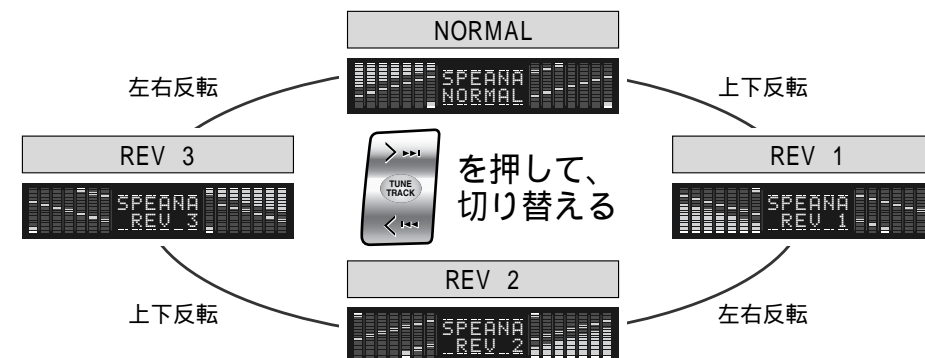 NORMAL
SPEANA
NORMAL
左右反転
上下反転
REV 3
SPEANA
REV 3
TUNE
TRACK
を押して、
切り替える
REV 1
SPEANA
REV 1
REV 2
SPEANA
REV 2
上下反転
左右反転